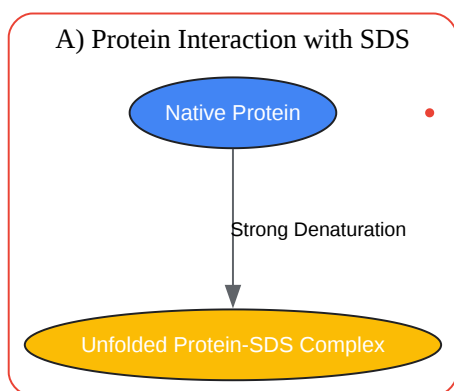 A) Protein Interaction with SDS
Native Protein
Strong Denaturation
Unfolded Protein-SDS Complex